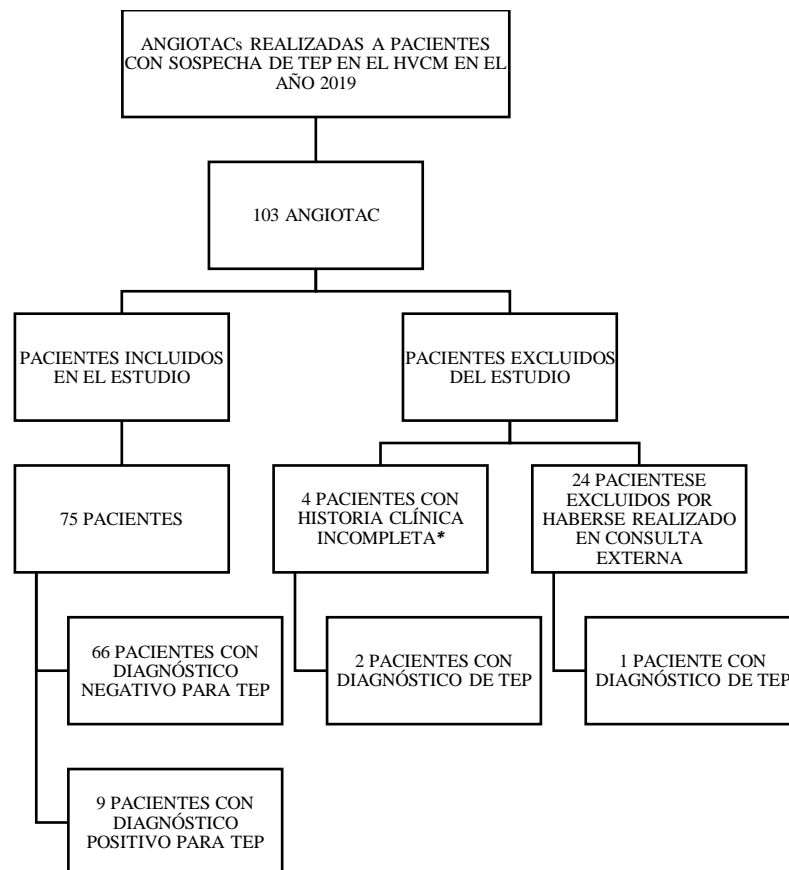 ANGIOTACs REALIZADAS A PACIENTES
CON SOSPECHA DE TEP EN EL HVCM EN EL
AÑO 2019
103 ANGIOTAC
PACIENTES INCLUIDOS
EN EL ESTUDIO
PACIENTES EXCLUIDOS
DEL ESTUDIO
75 PACIENTES
4 PACIENTES CON
HISTORIA CLÍNICA
INCOMPLETA*
24 PACIENTESE
EXCLUIDOS POR
HABERSE REALIZADO
EN CONSULTA
EXTERNA
66 PACIENTES CON
DIAGNÓSTICO
NEGATIVO PARA TEP
2 PACIENTES CON
DIAGNÓSTICO DE TEP
1 PACIENTE CON
DIAGNÓSTICO DE TEP
9 PACIENTES CON
DIAGNÓSTICO
POSITIVO PARA TEP